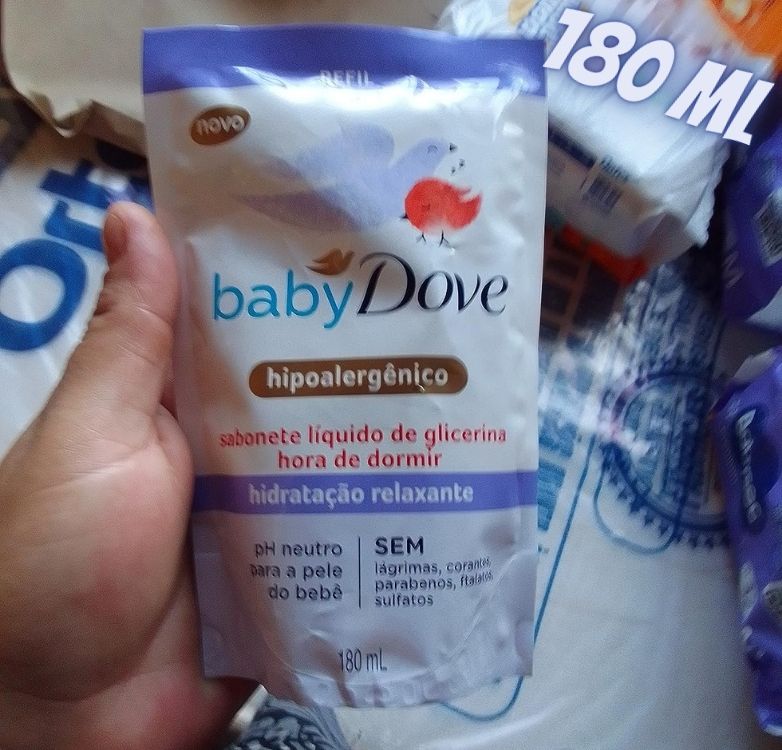 180 ML
REFIL
novo
baby Dove
hipoalergênico
sabonete líquido de glicerina
hora de dormir
hidratação relaxante
pH neutro
para a pele
do bebê
SEM
lágrimas, corantes,
parabenos, ftalatos
sulfatos
180 mL